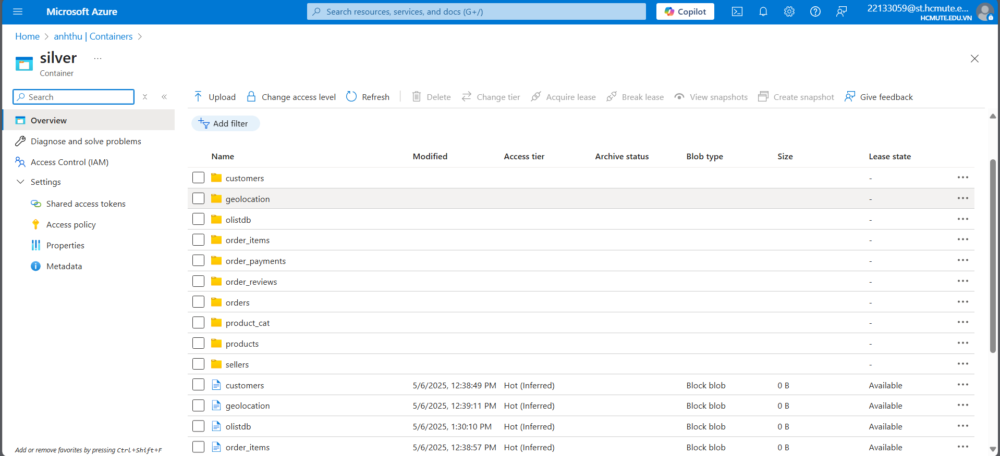 Microsoft Azure
Search resources, services, and docs (G+/)
Copilot
22133059@st.hcmute.e...
HCMUTE.EDU.VN
Home > anhthu | Containers >
silver ...
Container
Search
Upload Change access level Refresh Delete Change tier Acquire lease Break lease View snapshots Create snapshot Give feedback
Overview
Diagnose and solve problems
Access Control (IAM)
Settings
Shared access tokens
Access policy
Properties
Metadata
Add or remove favorites by pressing Ctrl+Shift+F
Add filter
Name Modified Access tier Archive status Blob type Size Lease state
customers -
geolocation -
olistdb -
order_items -
order_payments -
order_reviews -
orders -
product_cat -
products -
sellers -
customers 5/6/2025, 12:38:49 PM Hot (Inferred) Block blob 0 B Available
geolocation 5/6/2025, 12:39:11 PM Hot (Inferred) Block blob 0 B Available
olistdb 5/6/2025, 1:30:10 PM Hot (Inferred) Block blob 0 B Available
order_items 5/6/2025, 12:38:57 PM Hot (Inferred) Block blob 0 B Available